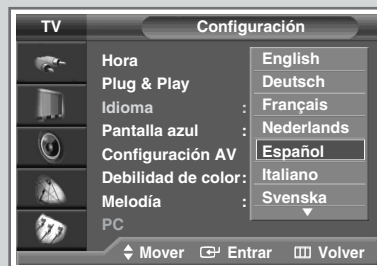 TV Configuración
Hora
Plug & Play
Idioma :
Pantalla azul :
Configuración AV
Debilidad de color:
Melodía :
PC
English
Deutsch
Français
Nederlands
Español
Italiano
Svenska
Mover Entrar Volver